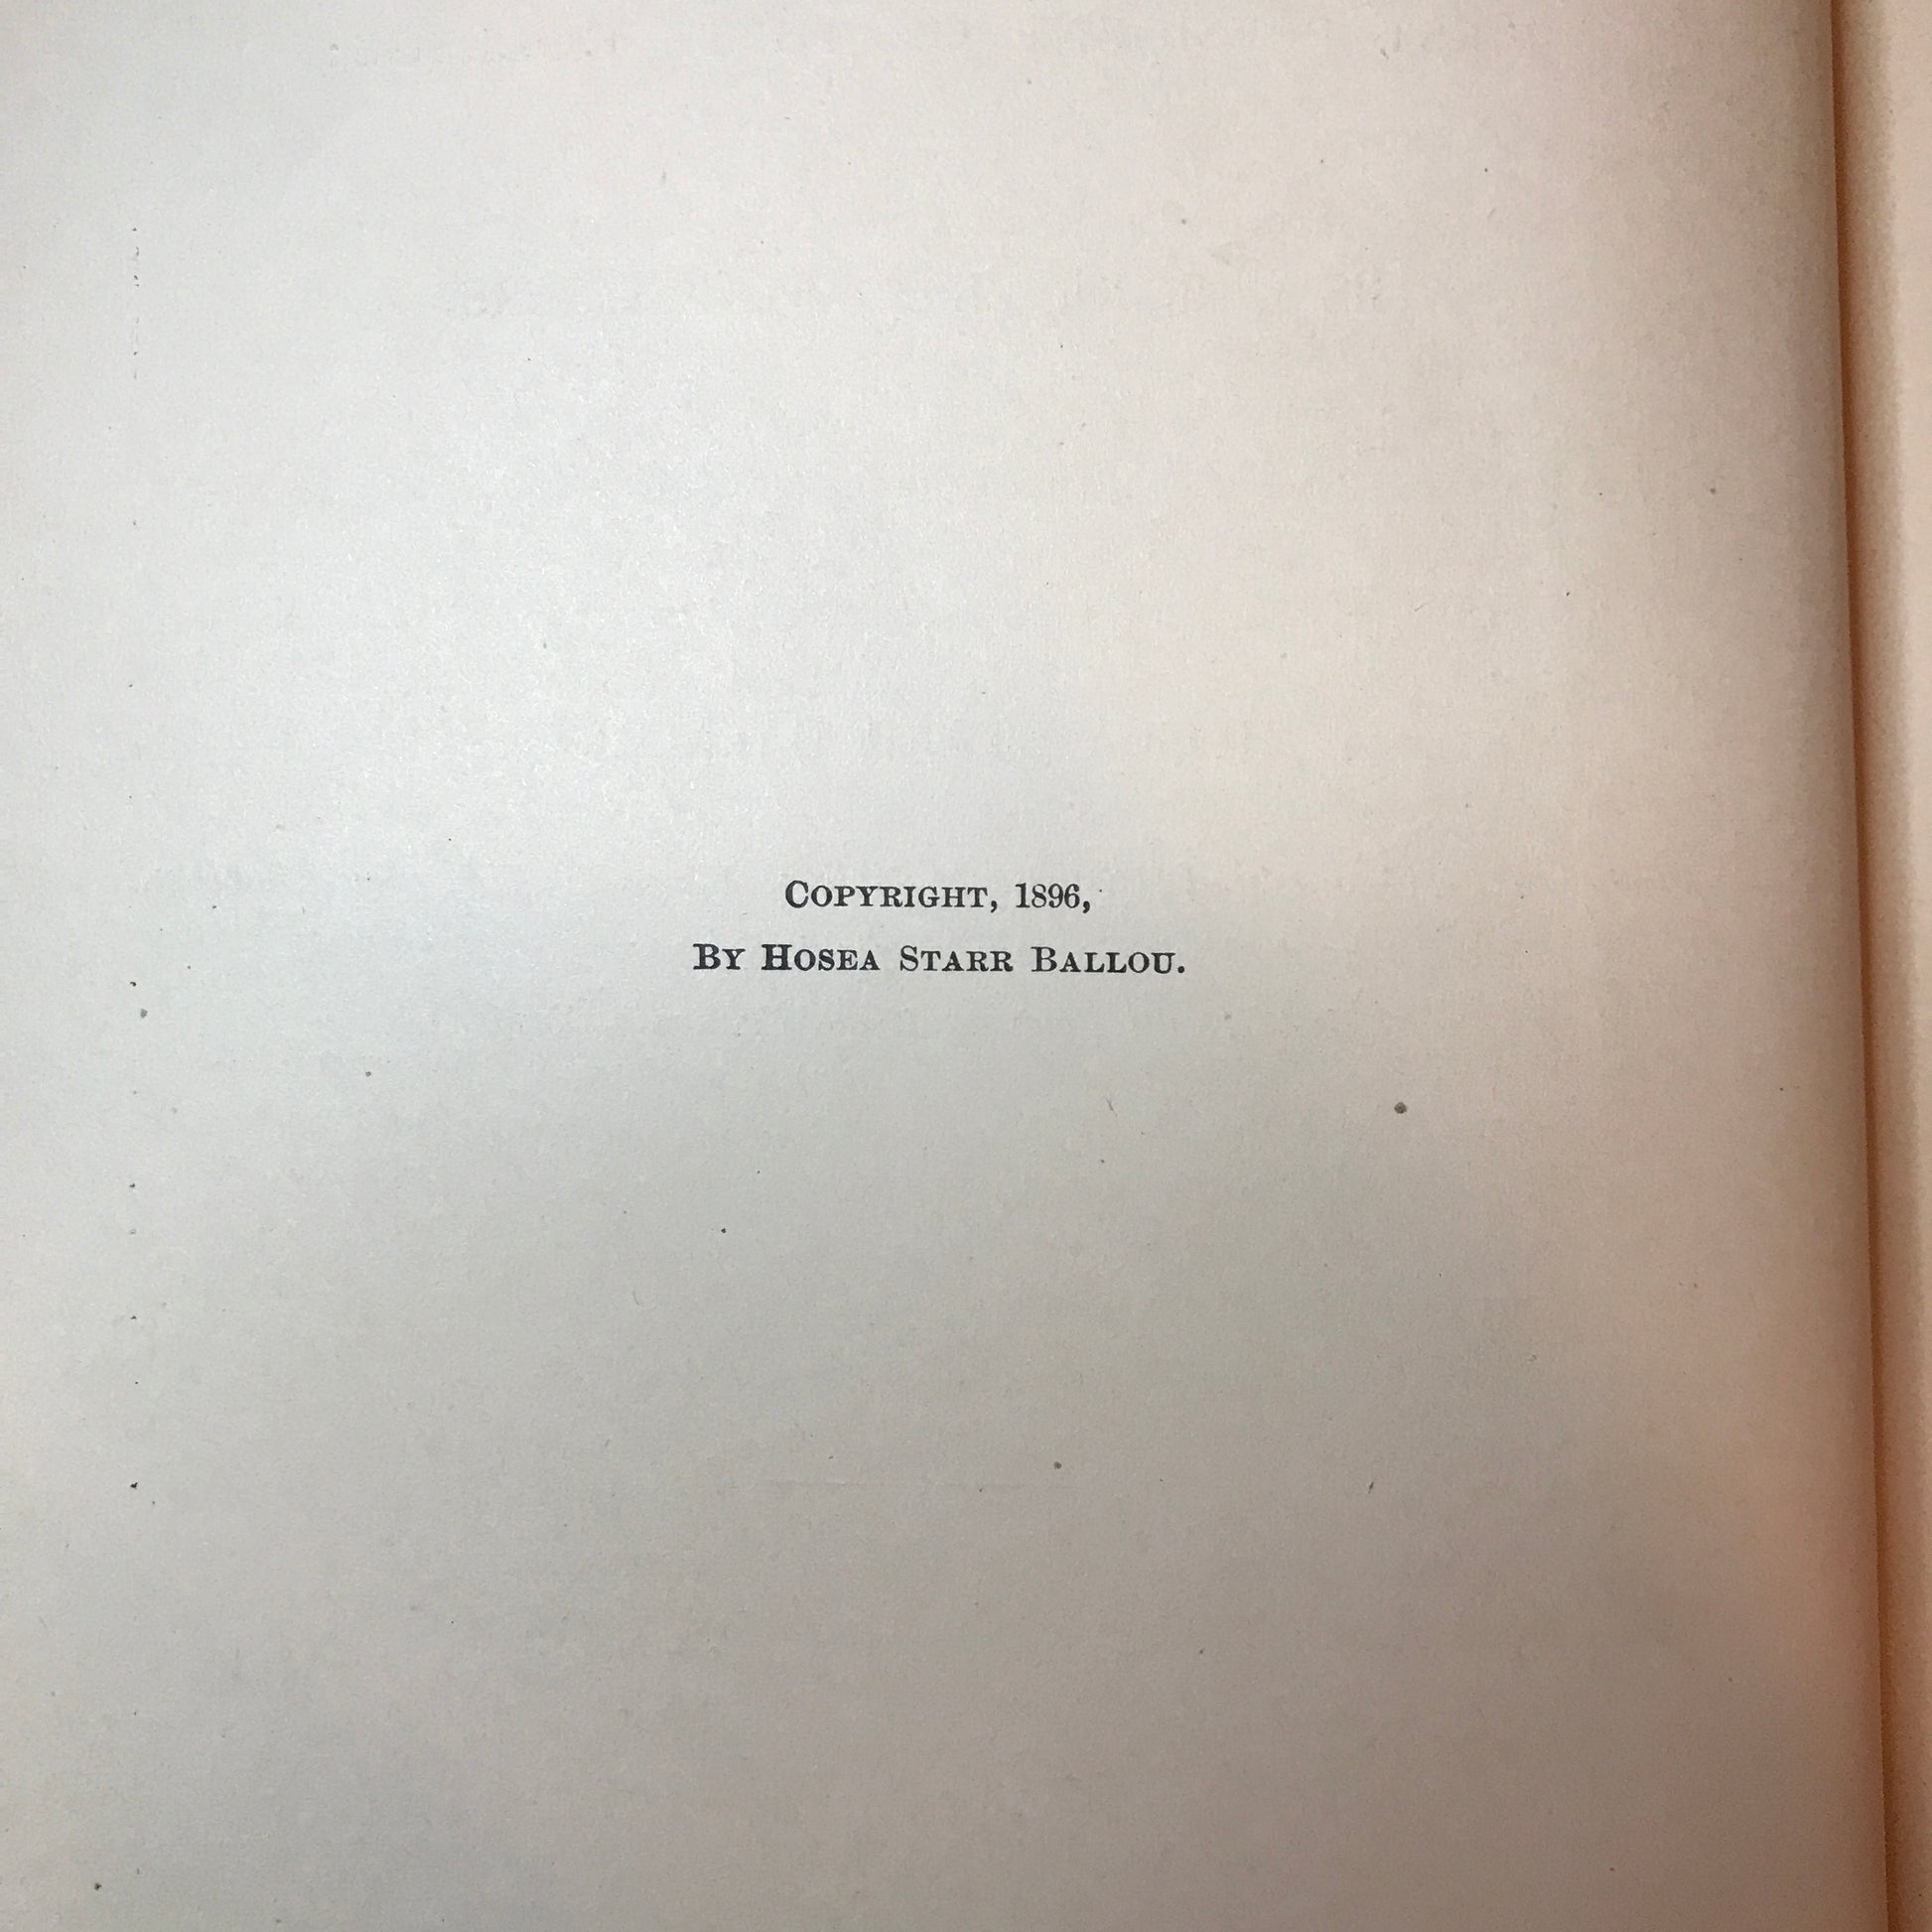 COPYRIGHT, 1896,
BY HOSEA STARR BALLOU.